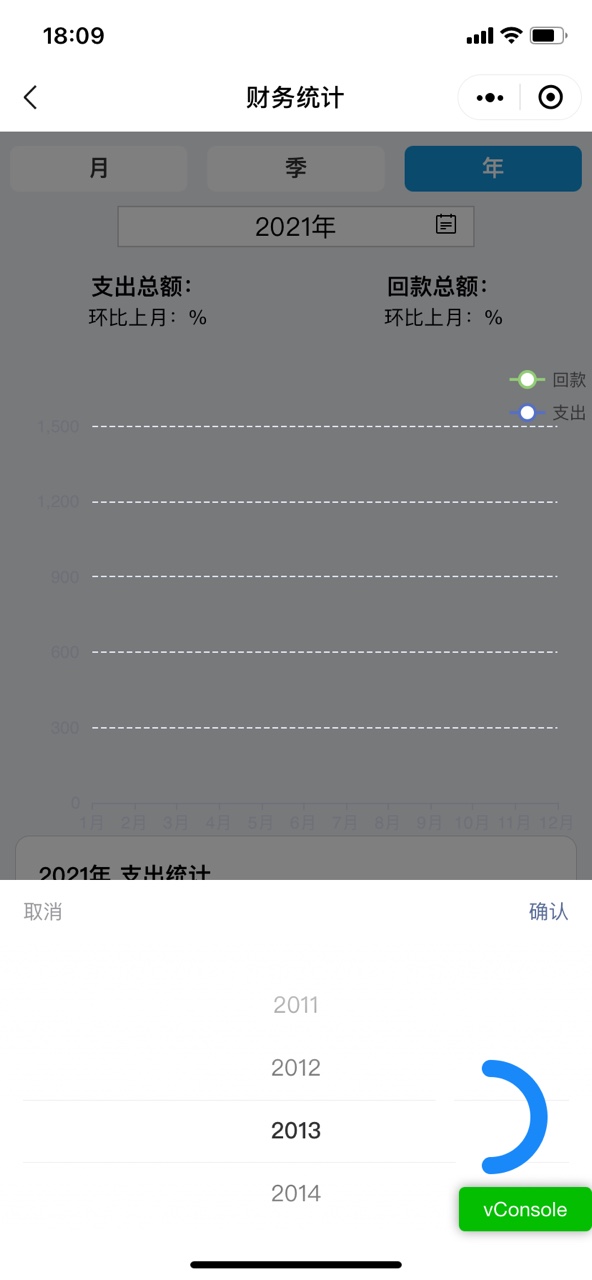 18:09
财务统计
月 季 年
2021年
支出总额： 回款总额：
环比上月： % 环比上月： %
回款
支出
1,500
1,200
900
600
300
0
1月 2月 3月 4月 5月 6月 7月 8月 9月 10月 11月 12月
2021年 支出统计
取消 确认
2011
2012
2013
2014
vConsole